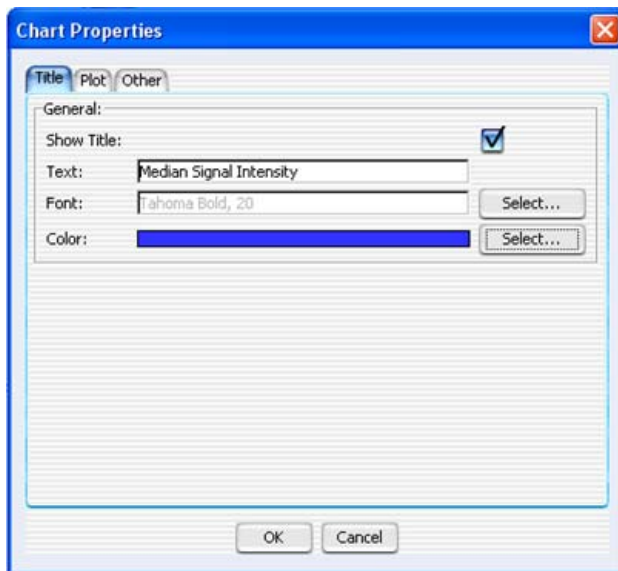 Chart Properties
Title Plot Other
General:
Show Title:
Text: Median Signal Intensity
Font: Tahoma Bold, 20 Select...
Color: Select...
OK Cancel